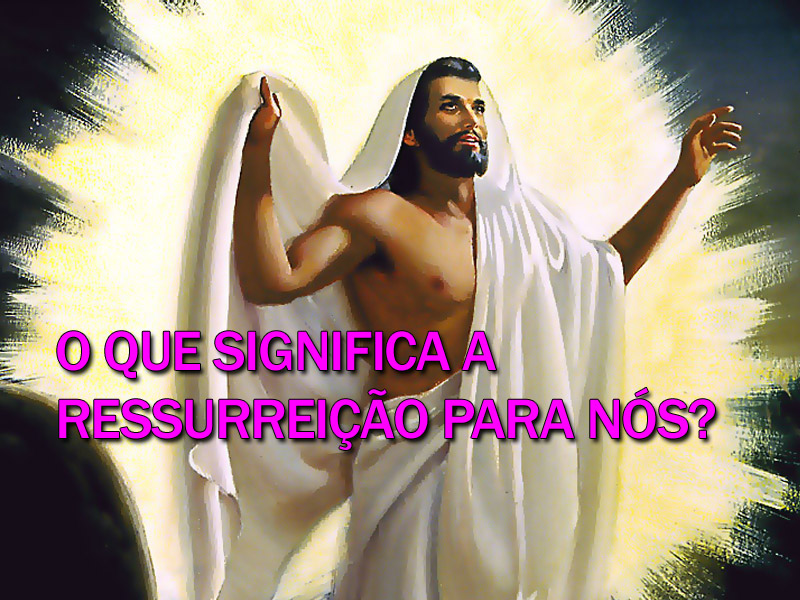 O QUE SIGNIFICA A
RESSURREIÇÃO PARA NÓS?